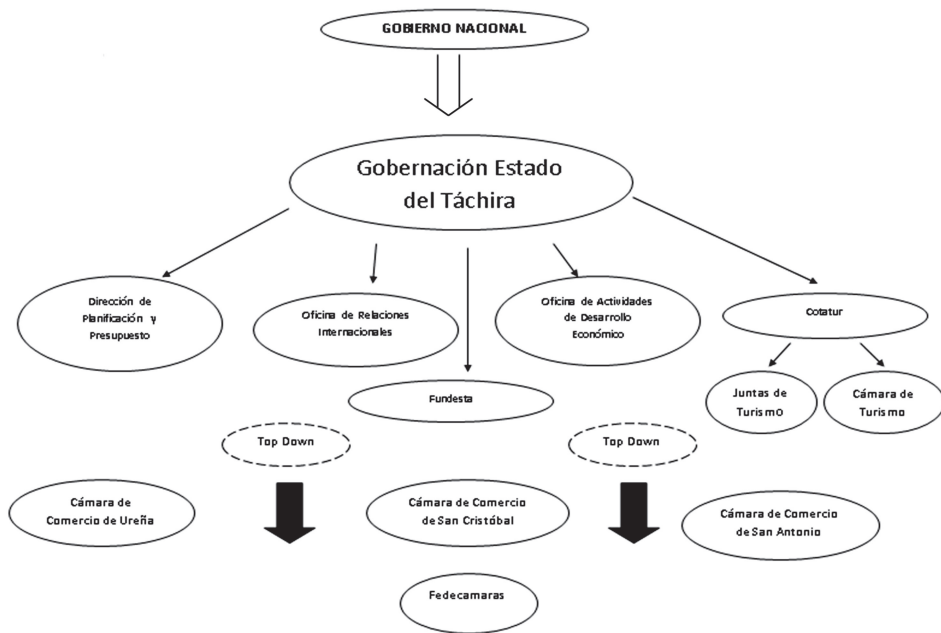 GOBIERNO NACIONAL
Gobernación Estado
del Táchira
Dirección de
Planificación y
Presupuesto
Oficina de Relaciones
Internacionales
Oficina de Actividades
de Desarrollo
Económico
Cotatur
Fundesta
Juntas de
Turismo
Cámara de
Turismo
Top Down
Top Down
Cámara de
Comercio de Ureña
Cámara de Comercio
de San Cristóbal
Cámara de Comercio
de San Antonio
Fedecamaras